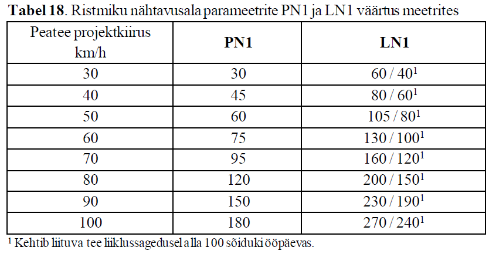 Tabel 18. Ristmiku nähtavusala parameetrite PN1 ja LN1 väärtus meetrites
Peatee projektkiirus km/h PN1 LN1
30 30 60 / 40¹
40 45 80 / 60¹
50 60 105 / 80¹
60 75 130 / 100¹
70 95 160 / 120¹
80 120 200 / 150¹
90 150 230 / 190¹
100 180 270 / 240¹
¹ Kehtib liituva tee liiklussagedusel alla 100 sõiduki ööpäevas.